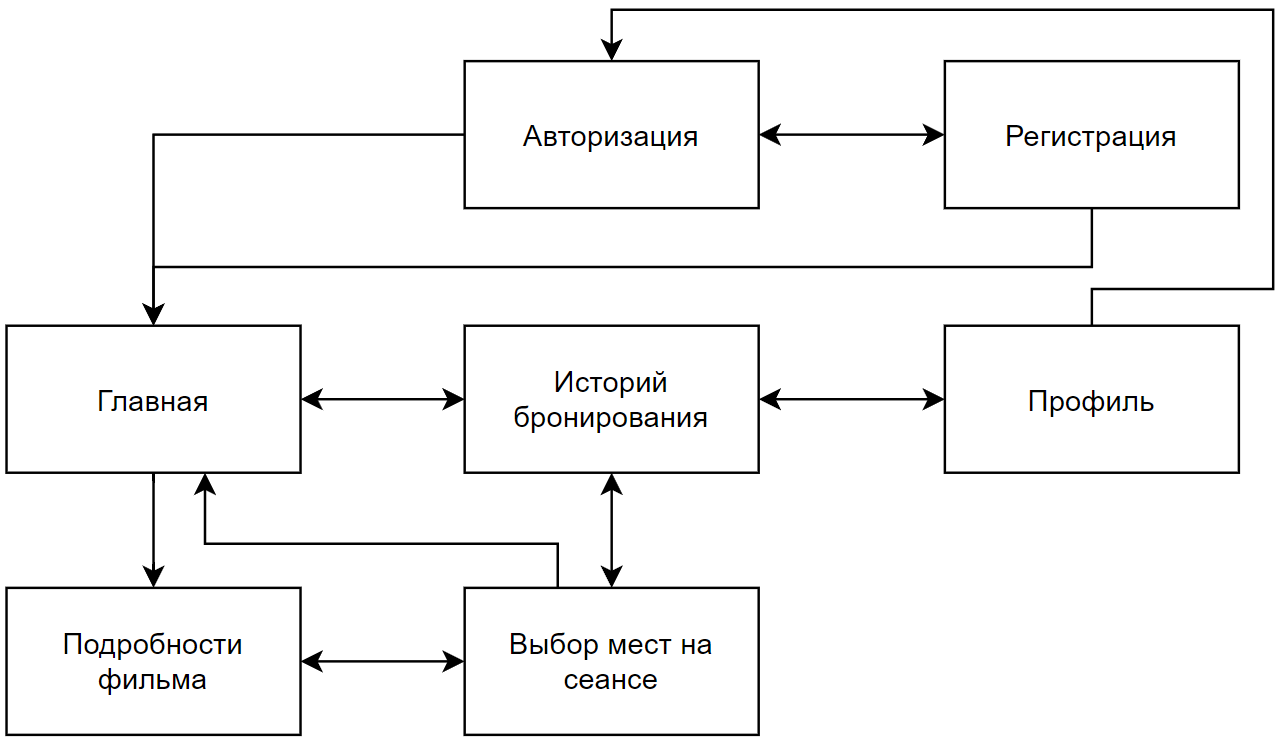 Авторизация
Регистрация
Главная
Историй
бронирования
Профиль
Подробности
фильма
Выбор мест на
сеансе